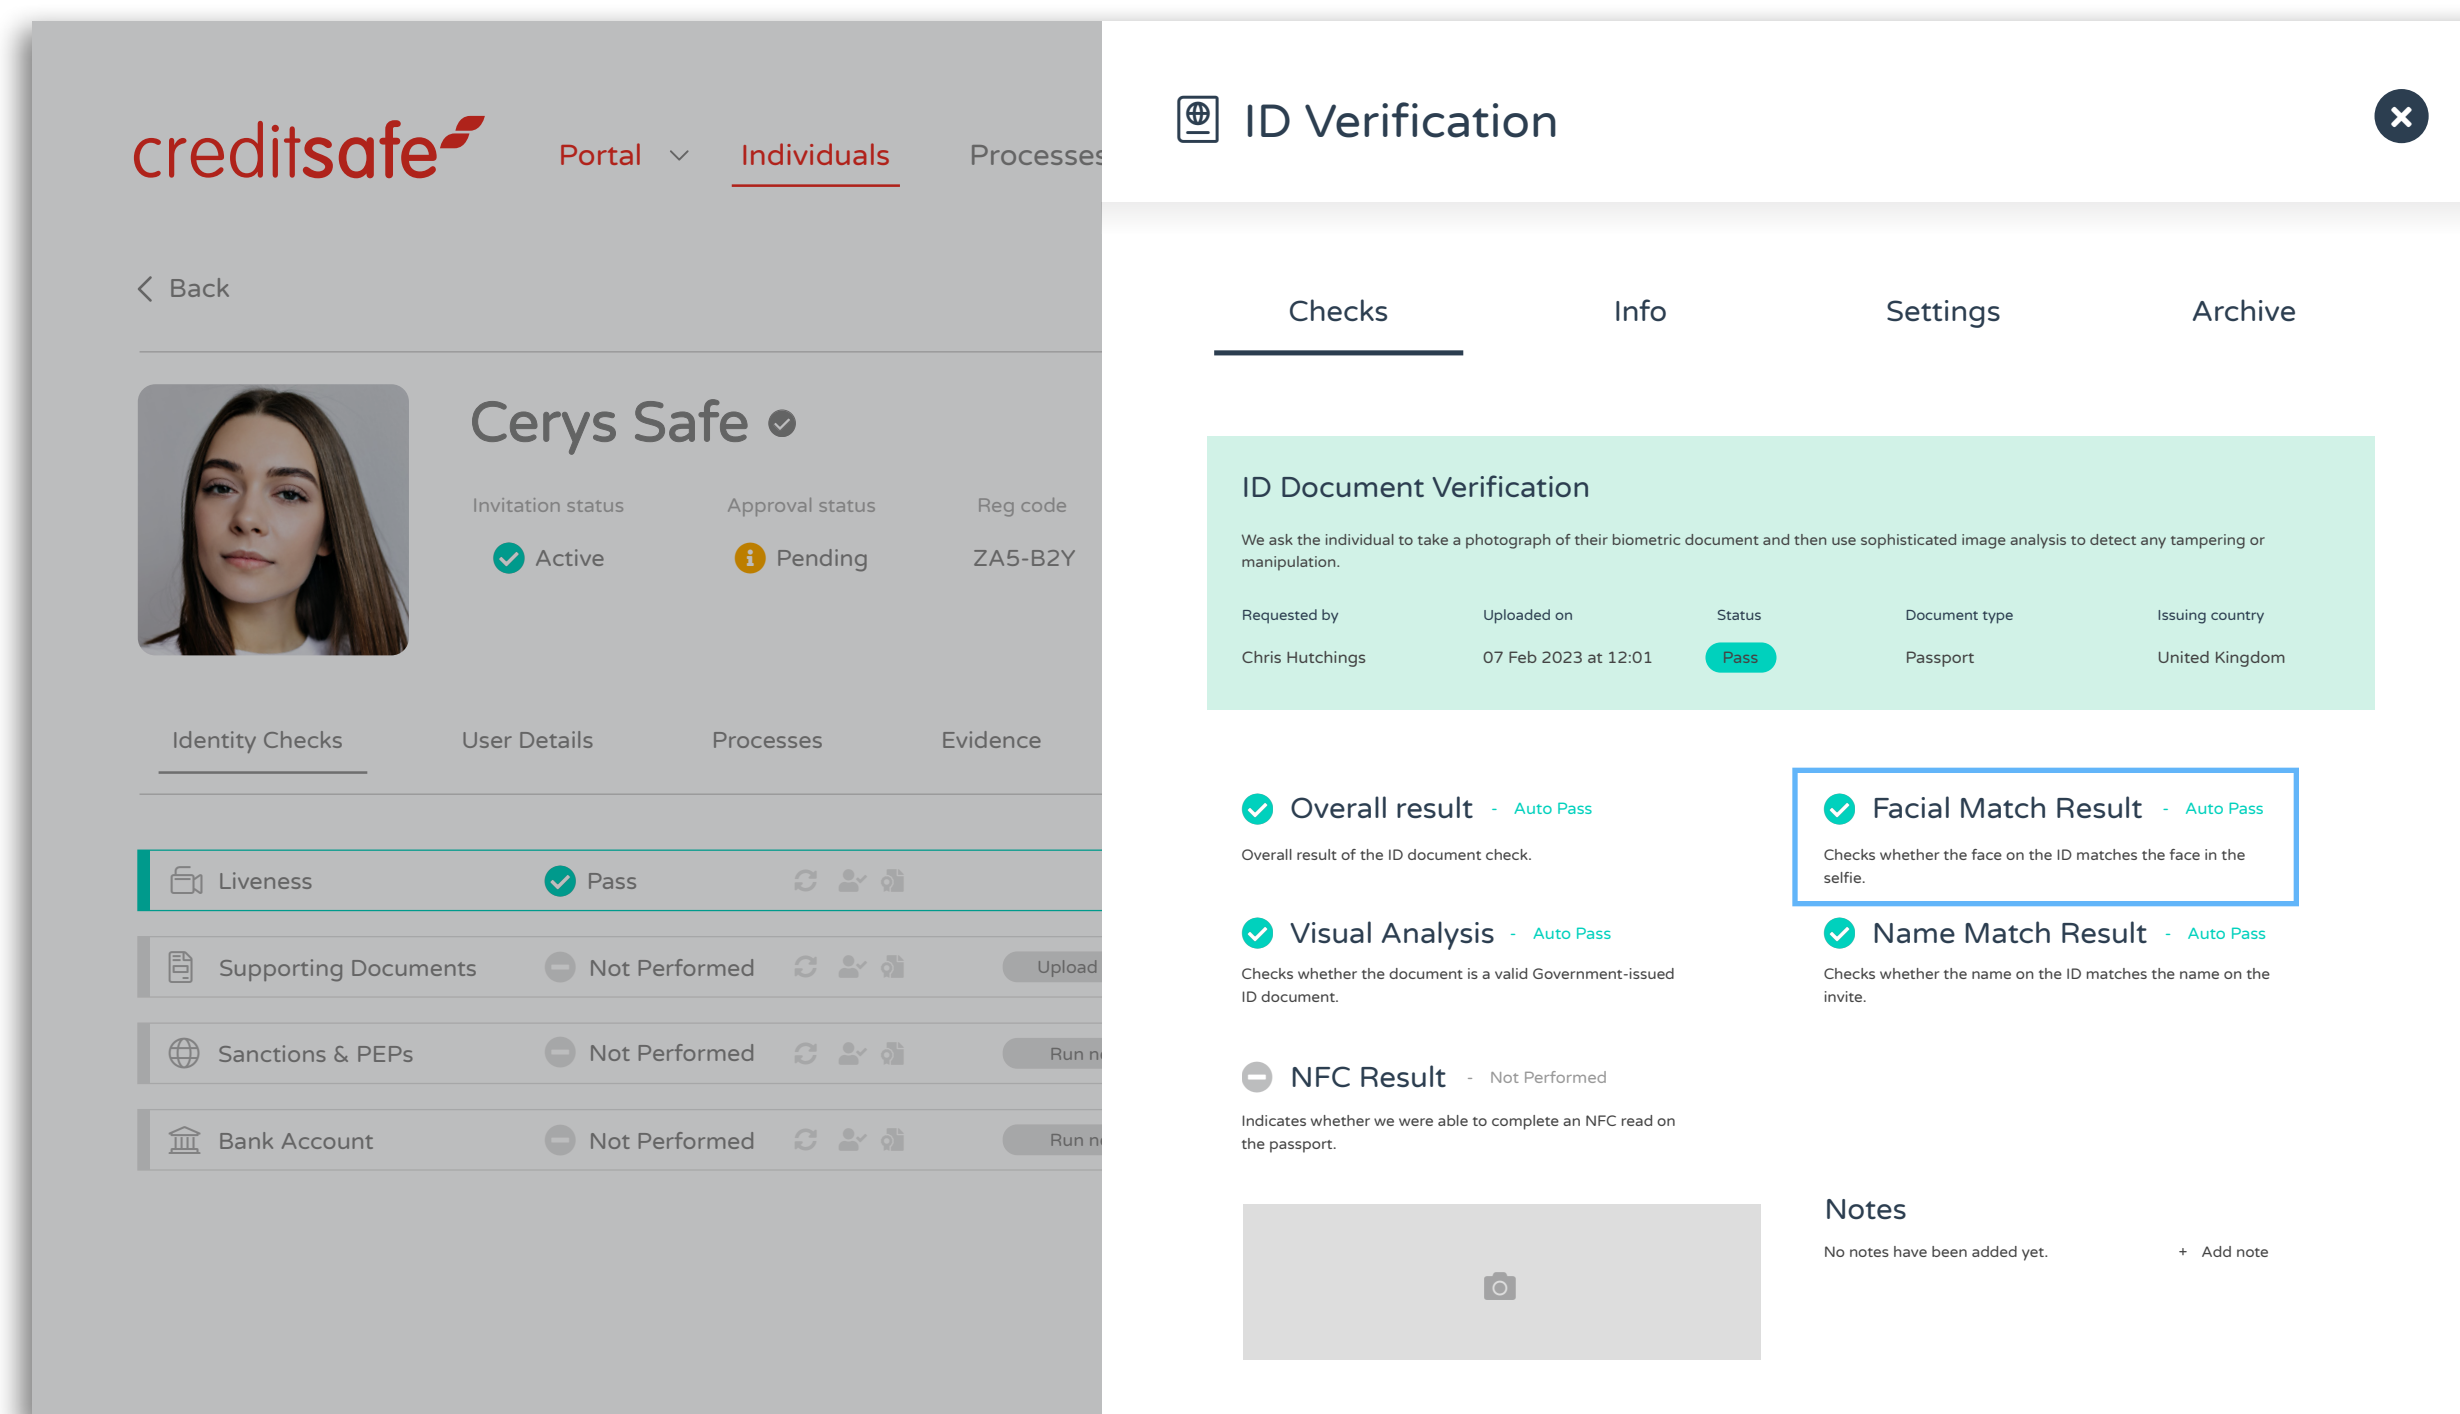 creditsafe
Portal
Individuals
Processes
Back
Cerys Safe
Invitation status
Approval status
Reg code
Active
Pending
ZA5-B2Y
Identity Checks
User Details
Processes
Evidence
Liveness
Pass
Supporting Documents
Not Performed
Upload
Sanctions & PEPs
Not Performed
Run
Bank Account
Not Performed
Run
ID Verification
Checks
Info
Settings
Archive
ID Document Verification
We ask the individual to take a photograph of their biometric document and then use sophisticated image analysis to detect any tampering or
manipulation.
Requested by
Uploaded on
Status
Document type
Issuing country
Chris Hutchings
07 Feb 2023 at 12:01
Pass
Passport
United Kingdom
Overall result - Auto Pass
Overall result of the ID document check.
Facial Match Result - Auto Pass
Checks whether the face on the ID matches the face in the
selfie.
Visual Analysis - Auto Pass
Checks whether the document is a valid Government-issued
ID document.
Name Match Result - Auto Pass
Checks whether the name on the ID matches the name on the
invite.
NFC Result - Not Performed
Indicates whether we were able to complete an NFC read on
the passport.
Notes
No notes have been added yet.
+ Add note